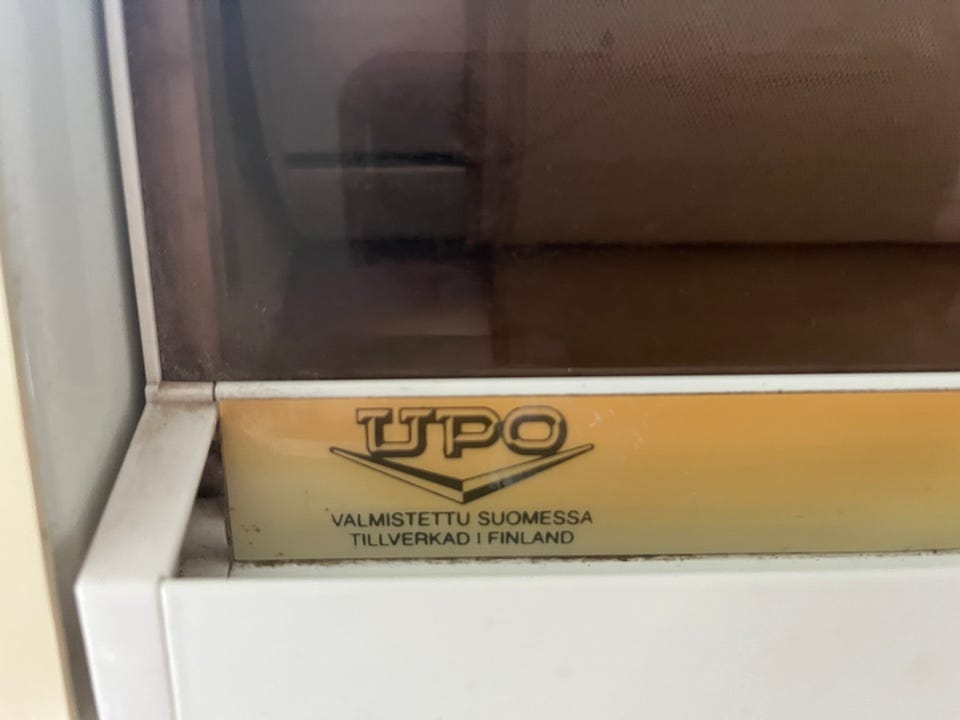 UPO
VALMISTETTU SUOMESSA
TILLVERKAD I FINLAND